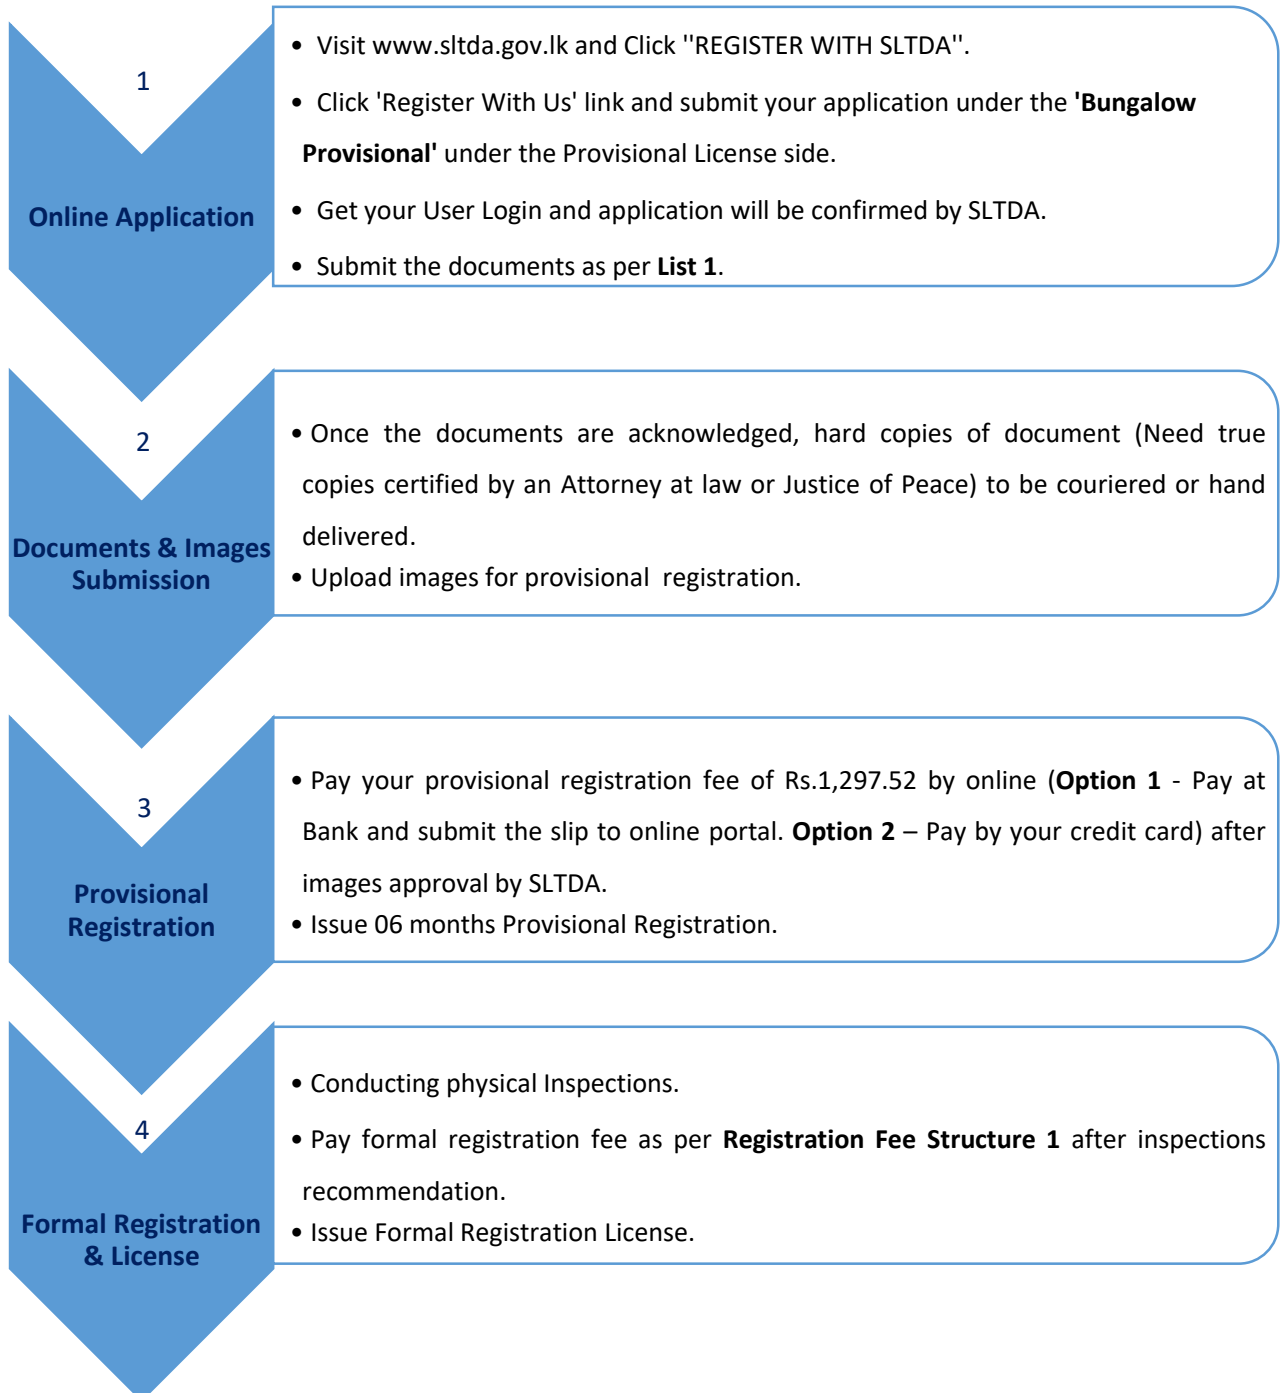 1
Online Application
• Visit www.sltda.gov.lk and Click ''REGISTER WITH SLTDA''.
• Click 'Register With Us' link and submit your application under the 'Bungalow
Provisional' under the Provisional License side.
• Get your User Login and application will be confirmed by SLTDA.
• Submit the documents as per List 1.
2
Documents & Images
Submission
• Once the documents are acknowledged, hard copies of document (Need true
copies certified by an Attorney at law or Justice of Peace) to be couriered or hand
delivered.
• Upload images for provisional registration.
3
Provisional
Registration
• Pay your provisional registration fee of Rs.1,297.52 by online (Option 1 - Pay at
Bank and submit the slip to online portal. Option 2 – Pay by your credit card) after
images approval by SLTDA.
• Issue 06 months Provisional Registration.
4
Formal Registration
& License
• Conducting physical Inspections.
• Pay formal registration fee as per Registration Fee Structure 1 after inspections
recommendation.
• Issue Formal Registration License.